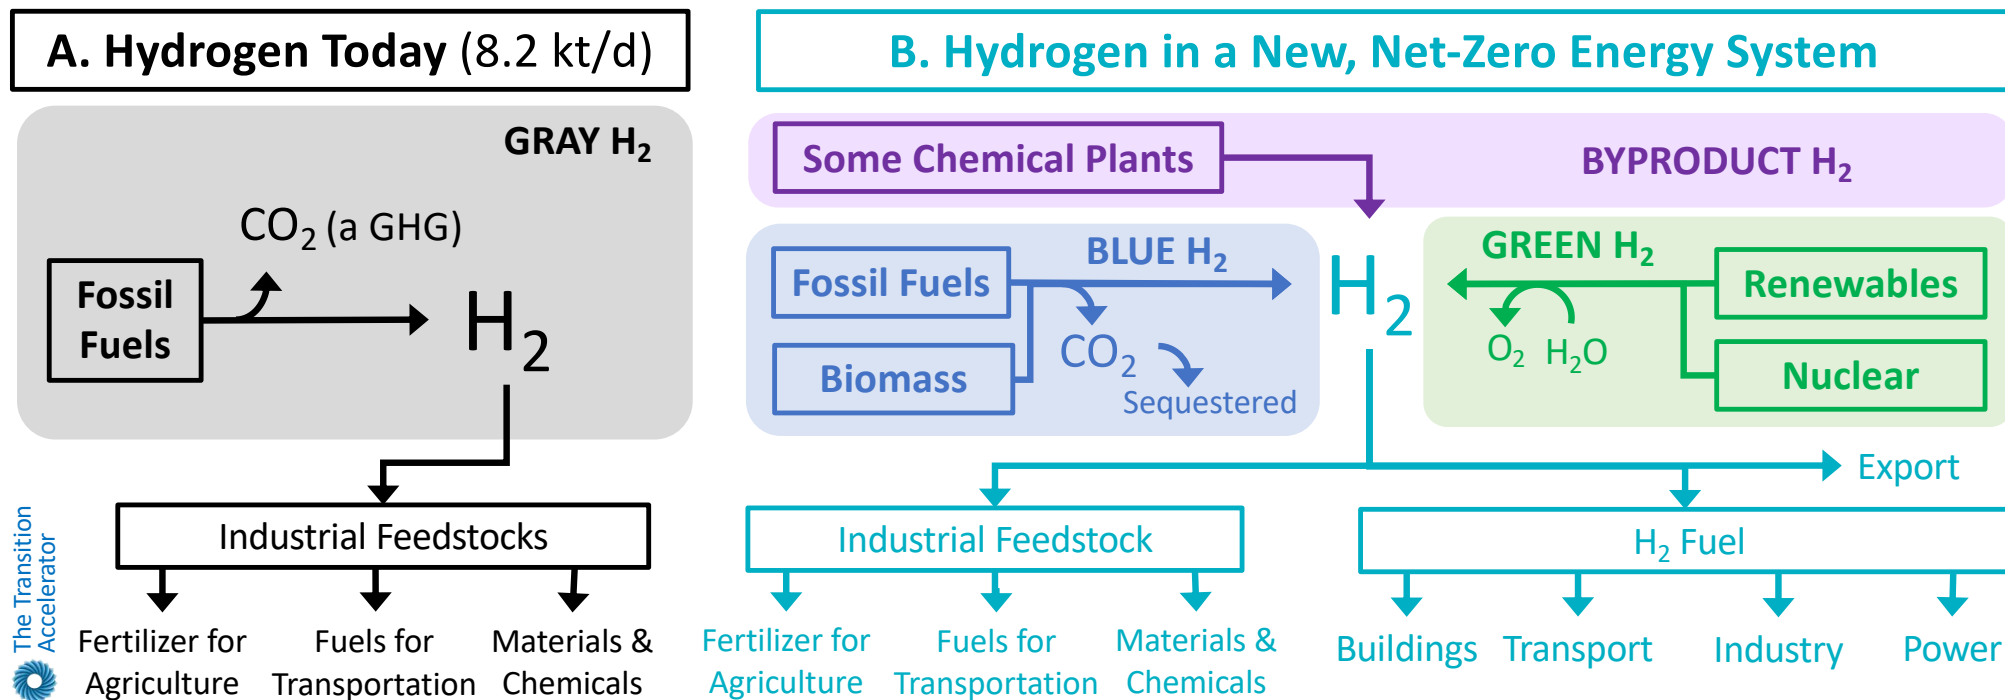 A. Hydrogen Today (8.2 kt/d)
GRAY H₂
CO₂ (a GHG)
Fossil
Fuels
H₂
Industrial Feedstocks
Fertilizer for
Agriculture
Fuels for
Transportation
Materials &
Chemicals
The Transition
Accelerator
B. Hydrogen in a New, Net-Zero Energy System
Some Chemical Plants
BYPRODUCT H₂
Fossil Fuels
BLUE H₂
Biomass
CO₂
Sequestered
H₂
GREEN H₂
Renewables
O₂
H₂O
Nuclear
Export
Industrial Feedstock
Fertilizer for
Agriculture
Fuels for
Transportation
Materials &
Chemicals
H₂ Fuel
Buildings
Transport
Industry
Power